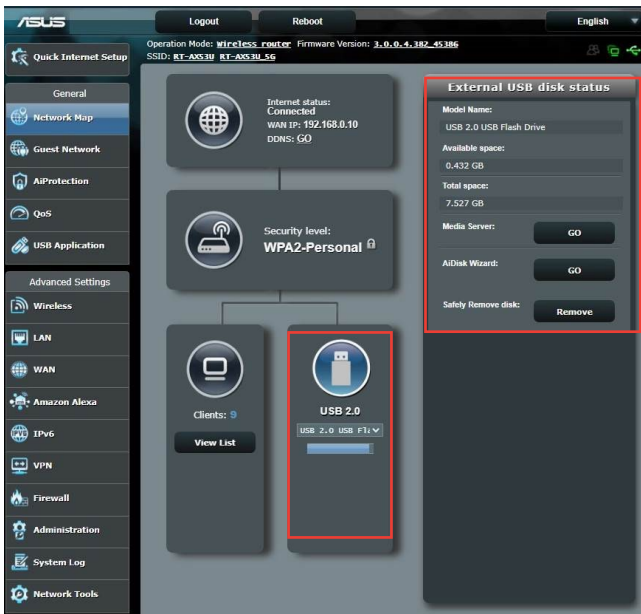 ASUS
Logout
Reboot
English
Operation Mode: Wireless router Firmware Version: 3.0.0.4.382_45386
SSID: RT-AX53U RT-AX53U_5G
Quick Internet Setup
General
Network Map
Guest Network
AiProtection
QoS
USB Application
Advanced Settings
Wireless
LAN
WAN
Amazon Alexa
IPv6
VPN
Firewall
Administration
System Log
Network Tools
Internet status:
Connected
WAN IP: 192.168.0.10
DDNS: GO
Security level:
WPA2-Personal
Clients: 9
View List
USB 2.0
USB 2.0 USB Fla
External USB disk status
Model Name:
USB 2.0 USB Flash Drive
Available space:
0.432 GB
Total space:
7.527 GB
Media Server:
GO
AiDisk Wizard:
GO
Safely Remove disk:
Remove